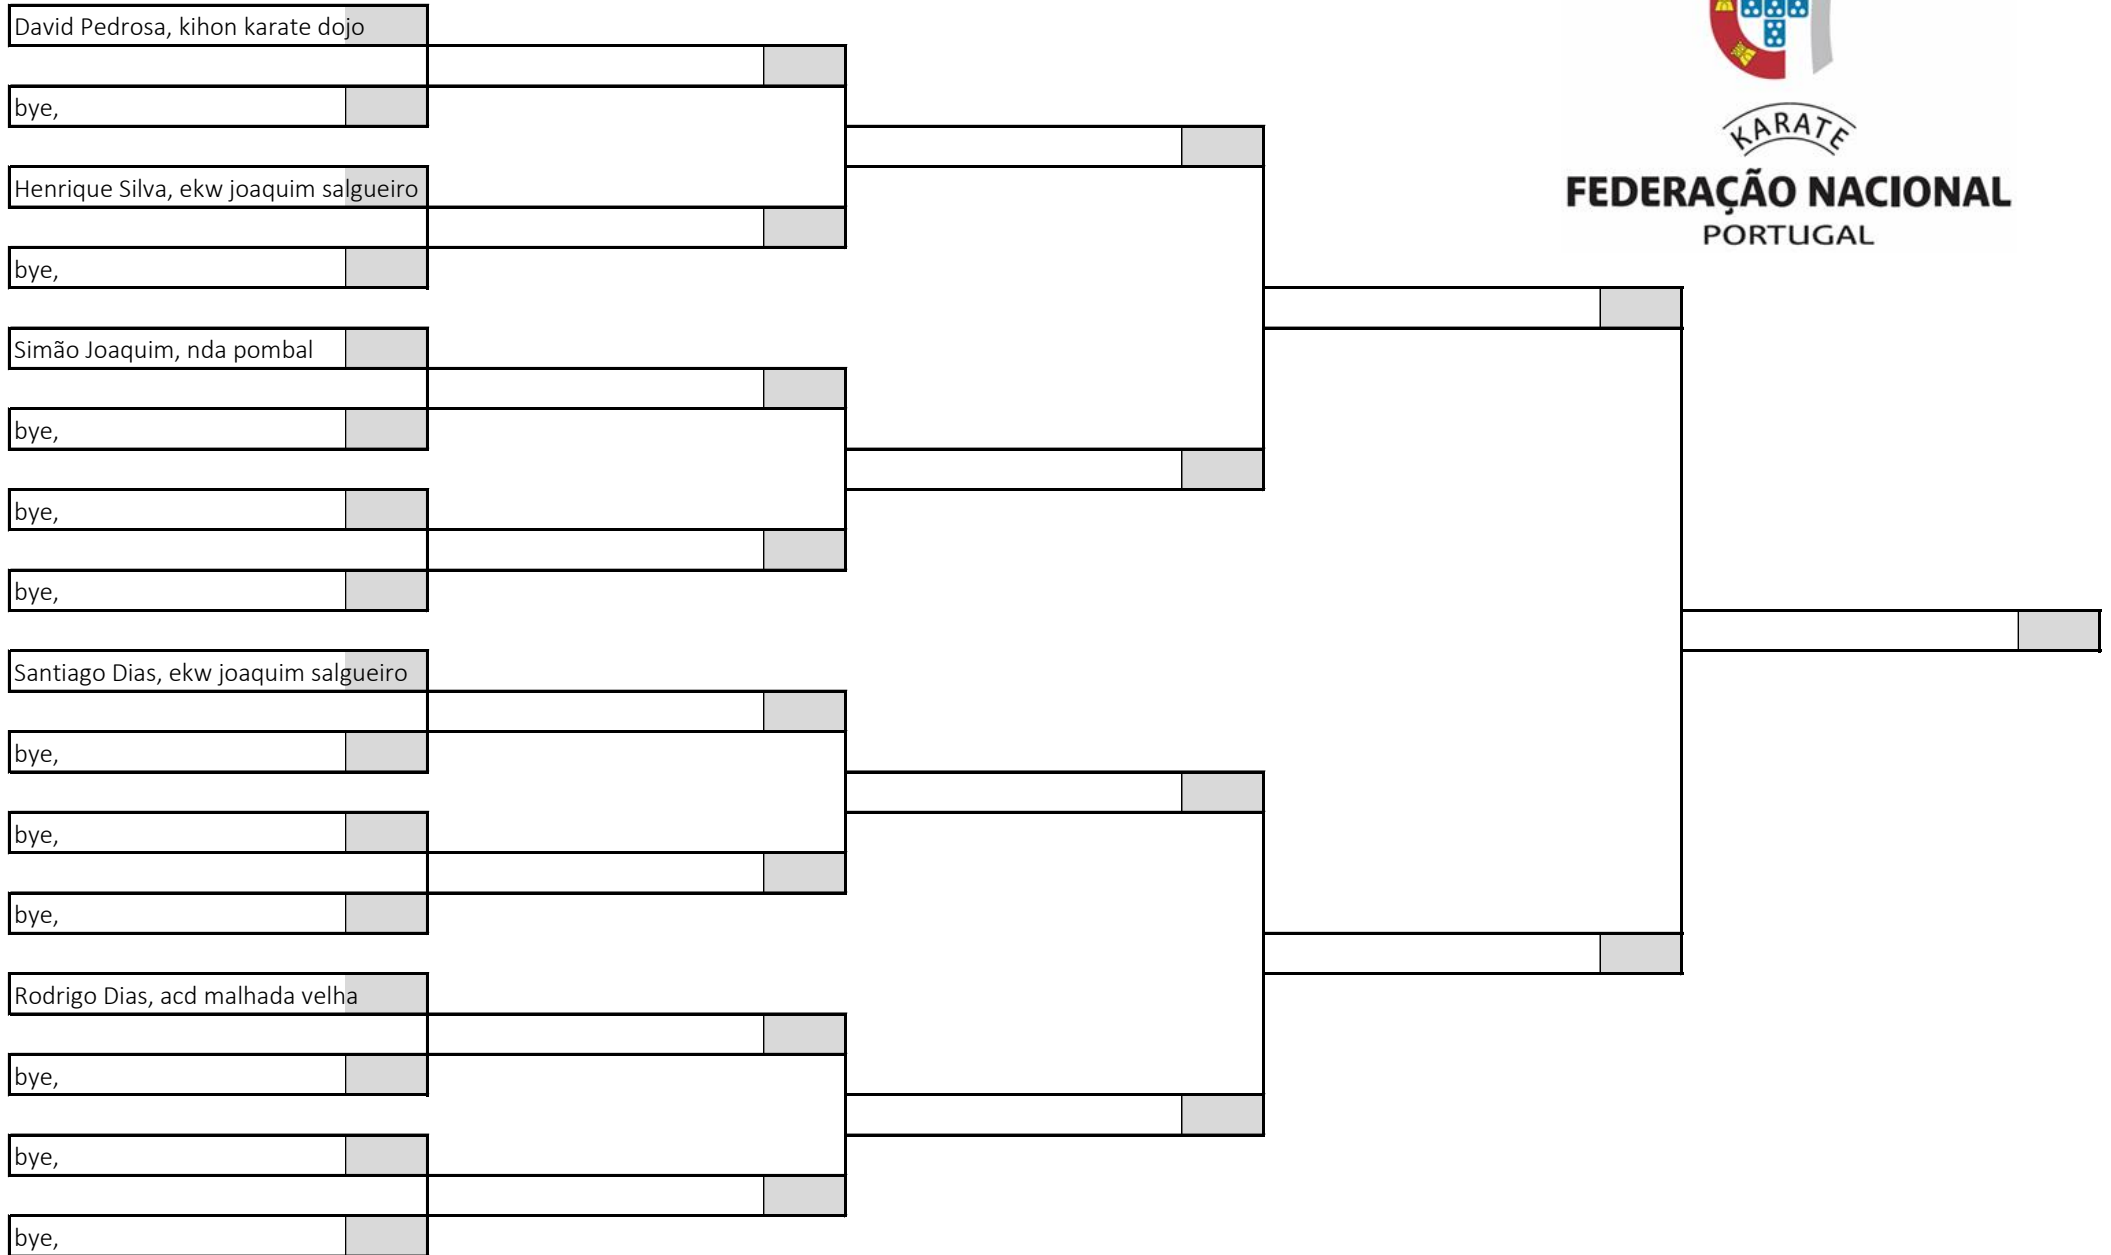 David Pedrosa, kihon karate dojo
bye,
Henrique Silva, ekw joaquim salgueiro
bye,
Simão Joaquim, nda pombal
bye,
bye,
bye,
Santiago Dias, ekw joaquim salgueiro
bye,
bye,
bye,
Rodrigo Dias, acd malhada velha
bye,
bye,
bye,
KARATE
FEDERAÇÃO NACIONAL
PORTUGAL